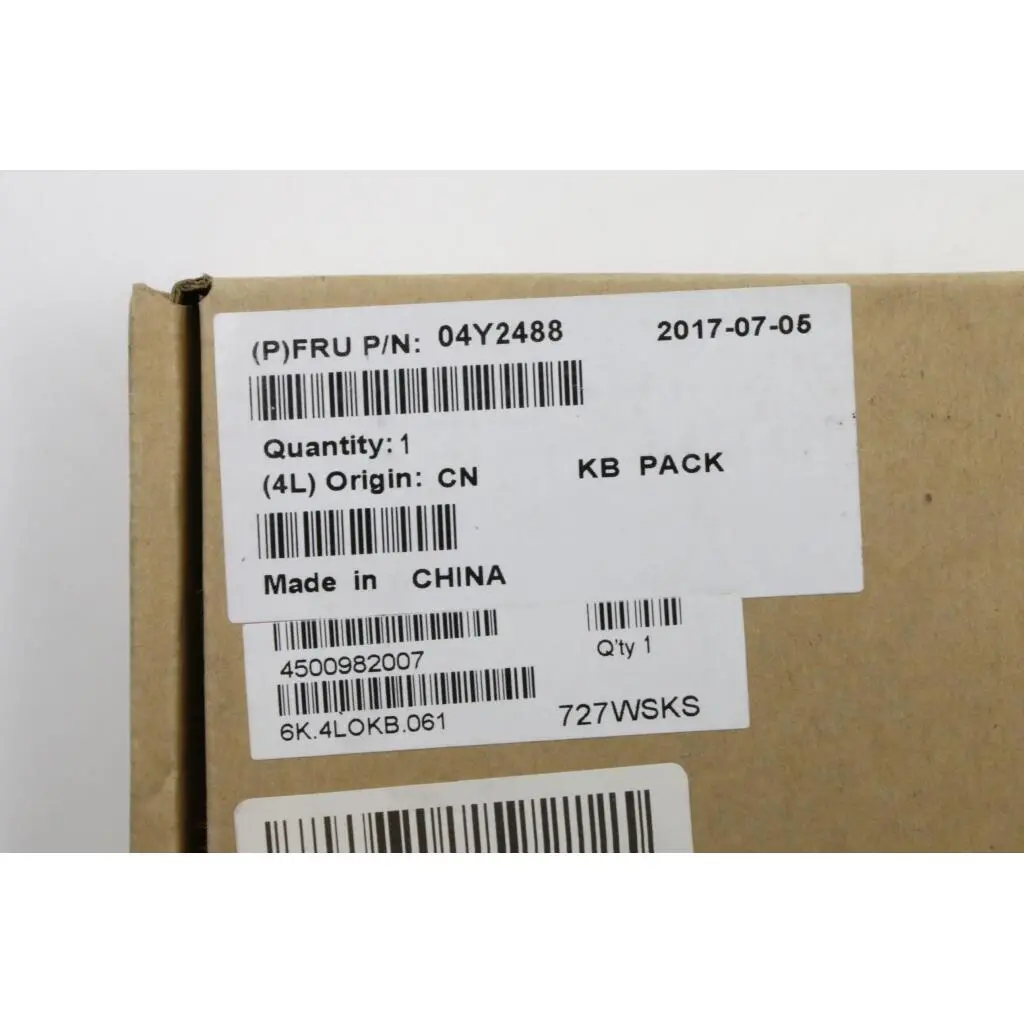 (P)FRU P/N: 04Y2488 2017-07-05
Quantity: 1
(4L) Origin: CN KB PACK
Made in CHINA
4500982007 Q'ty 1
6K.4LOKB.061 727WSKS